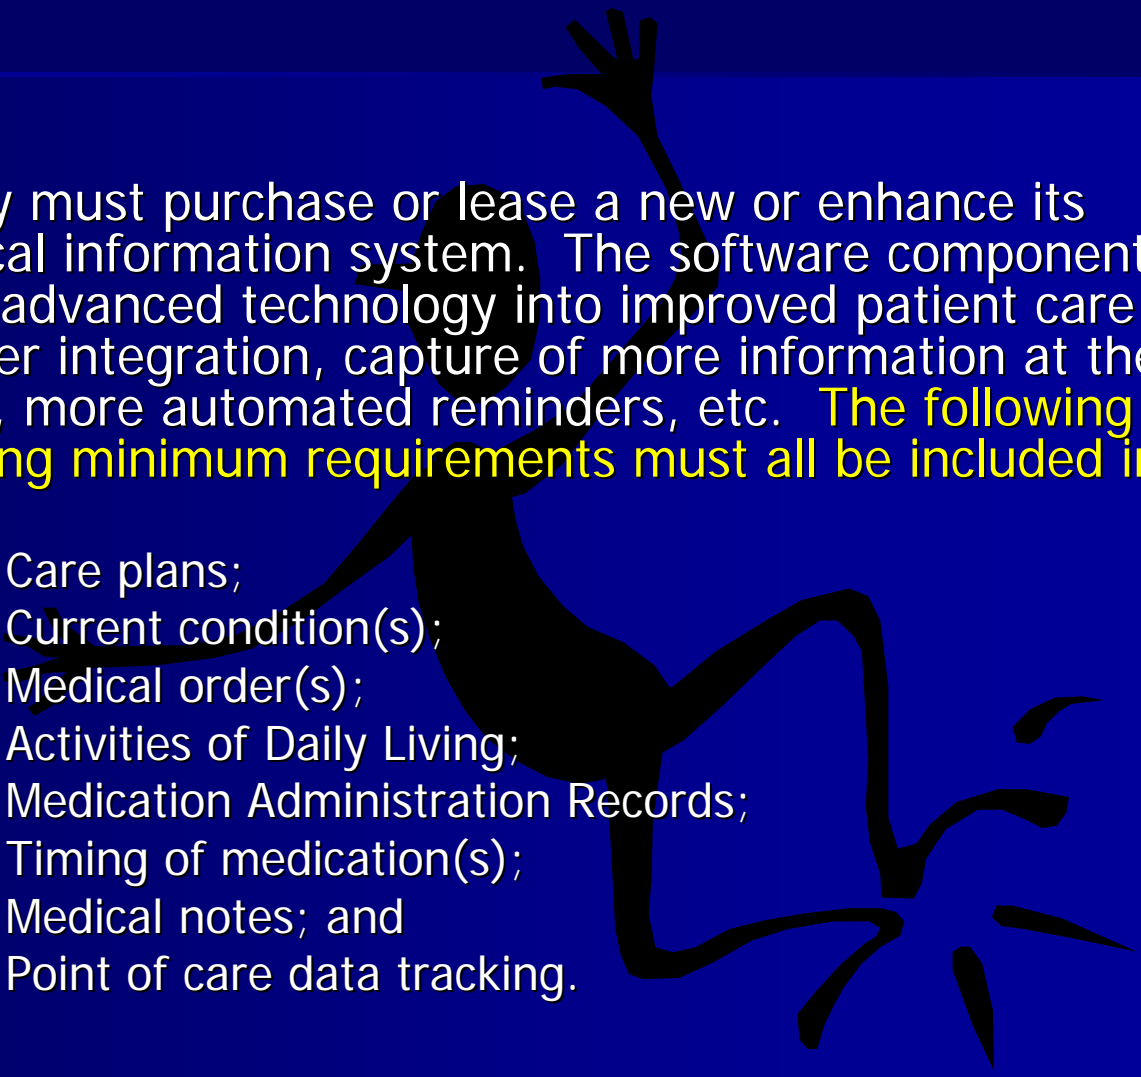 y must purchase or lease a new or enhance its
cal information system. The software component
advanced technology into improved patient care
er integration, capture of more information at the
, more automated reminders, etc. The following
ng minimum requirements must all be included in
Care plans;
Current condition(s);
Medical order(s);
Activities of Daily Living;
Medication Administration Records;
Timing of medication(s);
Medical notes; and
Point of care data tracking.